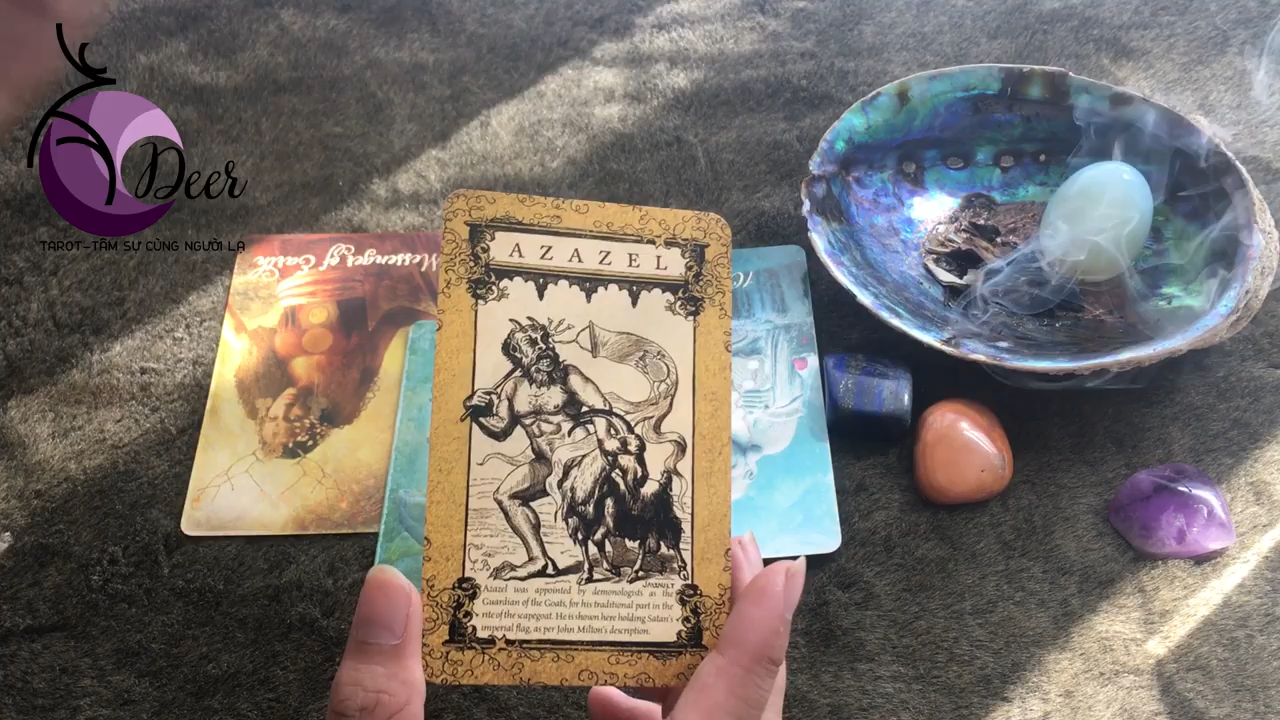 Deer
TAROT-TÂM SỰ CÙNG NGƯỜI LẠ
Messenger of Earth
AZAZEL
JMAULT
Azazel was appointed by demonologists as the
Guardian of the Goats, for his traditional part in the
rite of the scapegoat. He is shown here holding Satan's
imperial flag, as per John Milton's description.